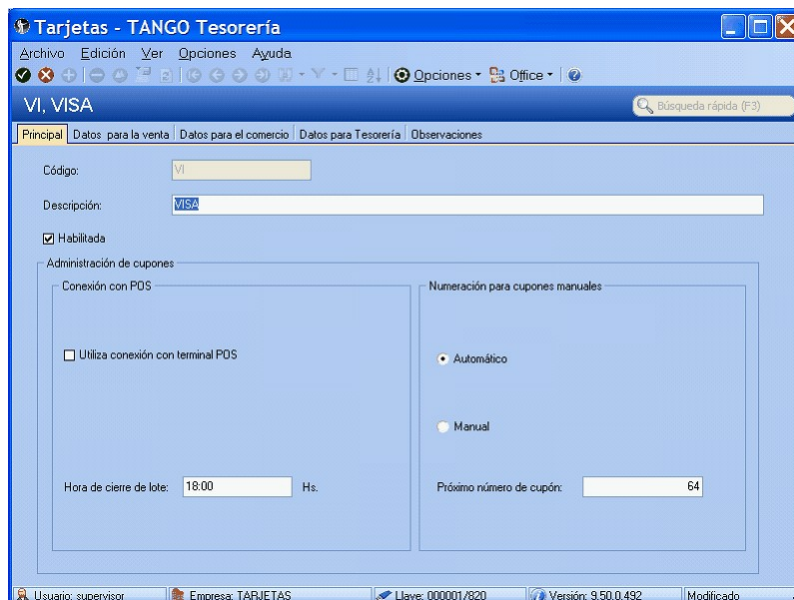 Tarjetas - TANGO Tesorería
Archivo Edición Ver Opciones Ayuda
Opciones Office
VI, VISA
Búsqueda rápida (F3)
Principal Datos para la venta Datos para el comercio Datos para Tesorería Observaciones
Código: VI
Descripción: VISA
Habilitada
Administración de cupones
Conexión con POS
Numeración para cupones manuales
Utiliza conexión con terminal POS
Automático
Manual
Hora de cierre de lote: 18:00 Hs.
Próximo número de cupón: 64
Usuario: supervisor Empresa: TARJETAS Llave: 000001/820 Versión: 9.50.0.492 Modificado